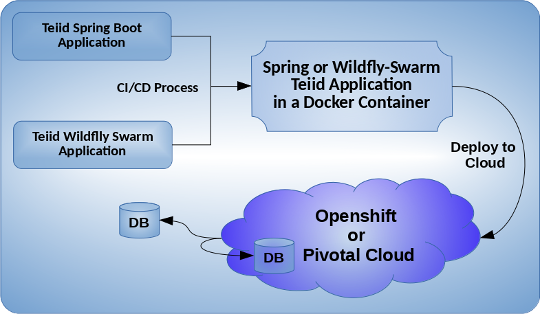 Teiid Spring Boot
Application
CI/CD Process
Teiid Wildflly Swarm
Application
Spring or Wildfly-Swarm
Teiid Application
in a Docker Container
Deploy to
Cloud
Openshift
or
Pivotal Cloud
DB
DB